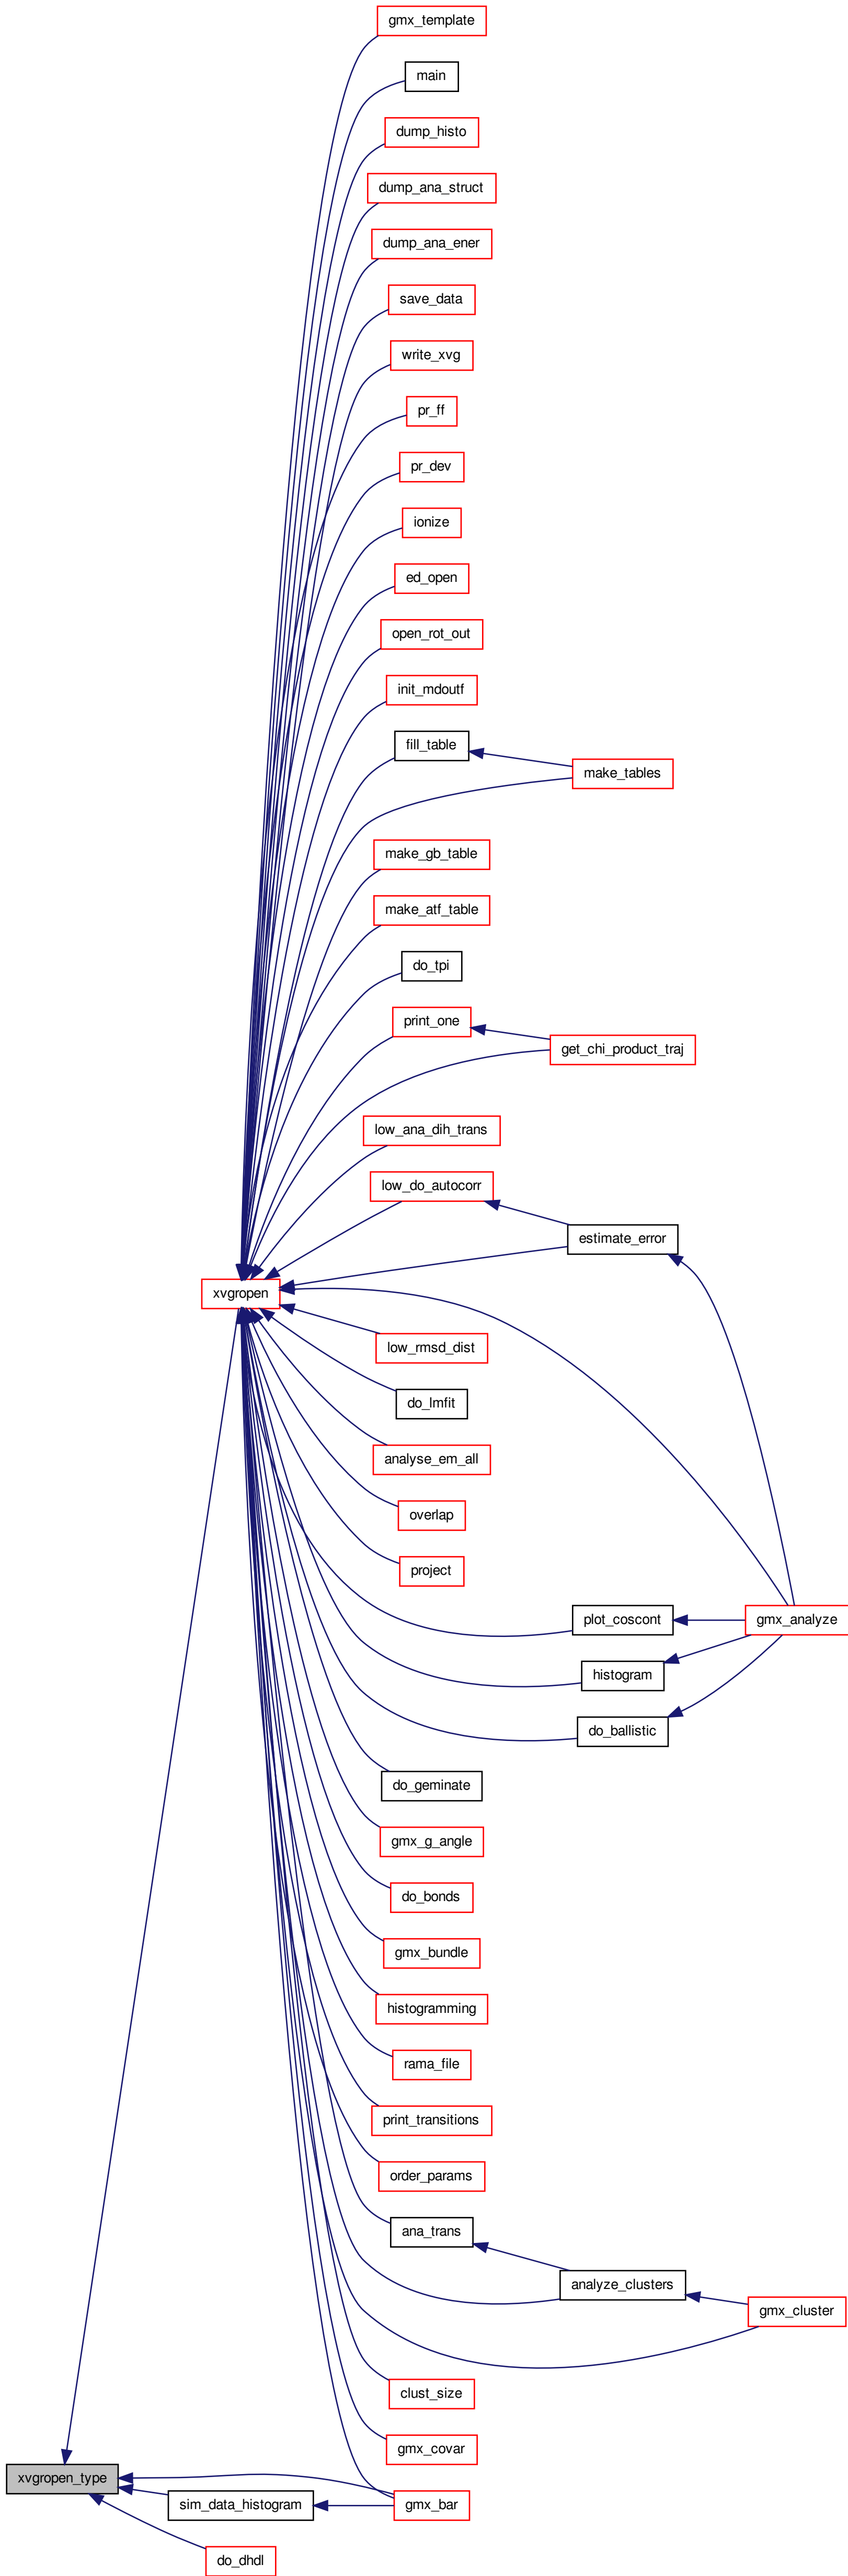 gmx_template
main
dump_histo
dump_ana_struct
dump_ana_ener
save_data
write_xvg
pr_ff
pr_dev
ionize
ed_open
open_rot_out
init_mdoutf
fill_table
make_tables
make_gb_table
make_atf_table
do_tpi
print_one
get_chi_product_traj
low_ana_dih_trans
low_do_autocorr
estimate_error
xvgropen
low_rmsd_dist
do_lmfit
analyse_em_all
overlap
project
plot_coscont
gmx_analyze
histogram
do_ballistic
do_geminate
gmx_g_angle
do_bonds
gmx_bundle
histogramming
rama_file
print_transitions
order_params
ana_trans
analyze_clusters
gmx_cluster
clust_size
gmx_covar
xvgropen_type
sim_data_histogram
gmx_bar
do_dhdl